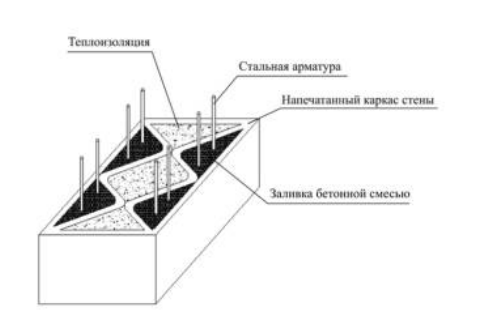 Теплоизоляция
Стальная арматура
Напечатанный каркас стены
Заливка бетонной смесью